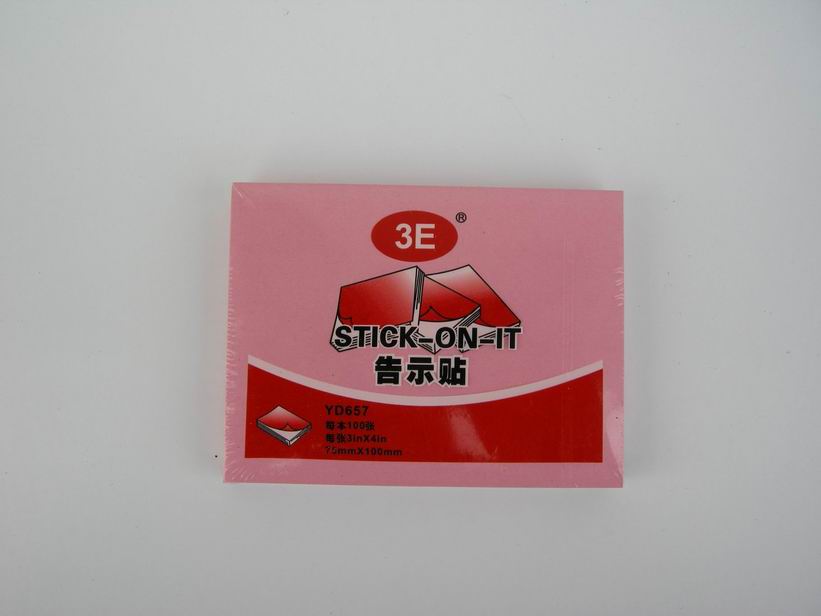 3E®
STICK-ON-IT
告示贴
YD657
每本100张
每张3inX4in
75mmX100mm